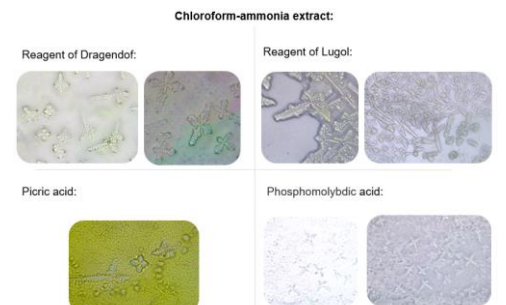 Chloroform-ammonia extract:
Reagent of Dragendof:
Reagent of Lugol:
Picric acid:
Phosphomolybdic acid: